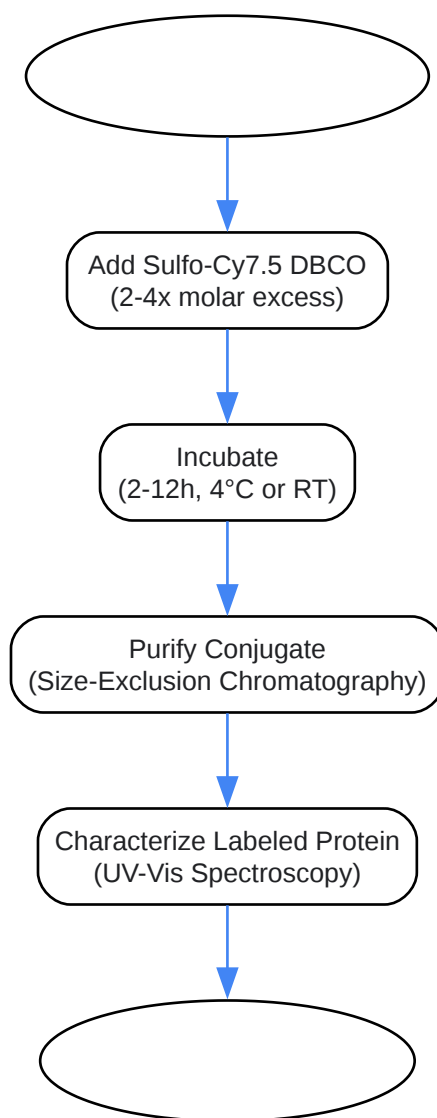 Add Sulfo-Cy7.5 DBCO
(2-4x molar excess)
Incubate
(2-12h, 4°C or RT)
Purify Conjugate
(Size-Exclusion Chromatography)
Characterize Labeled Protein
(UV-Vis Spectroscopy)